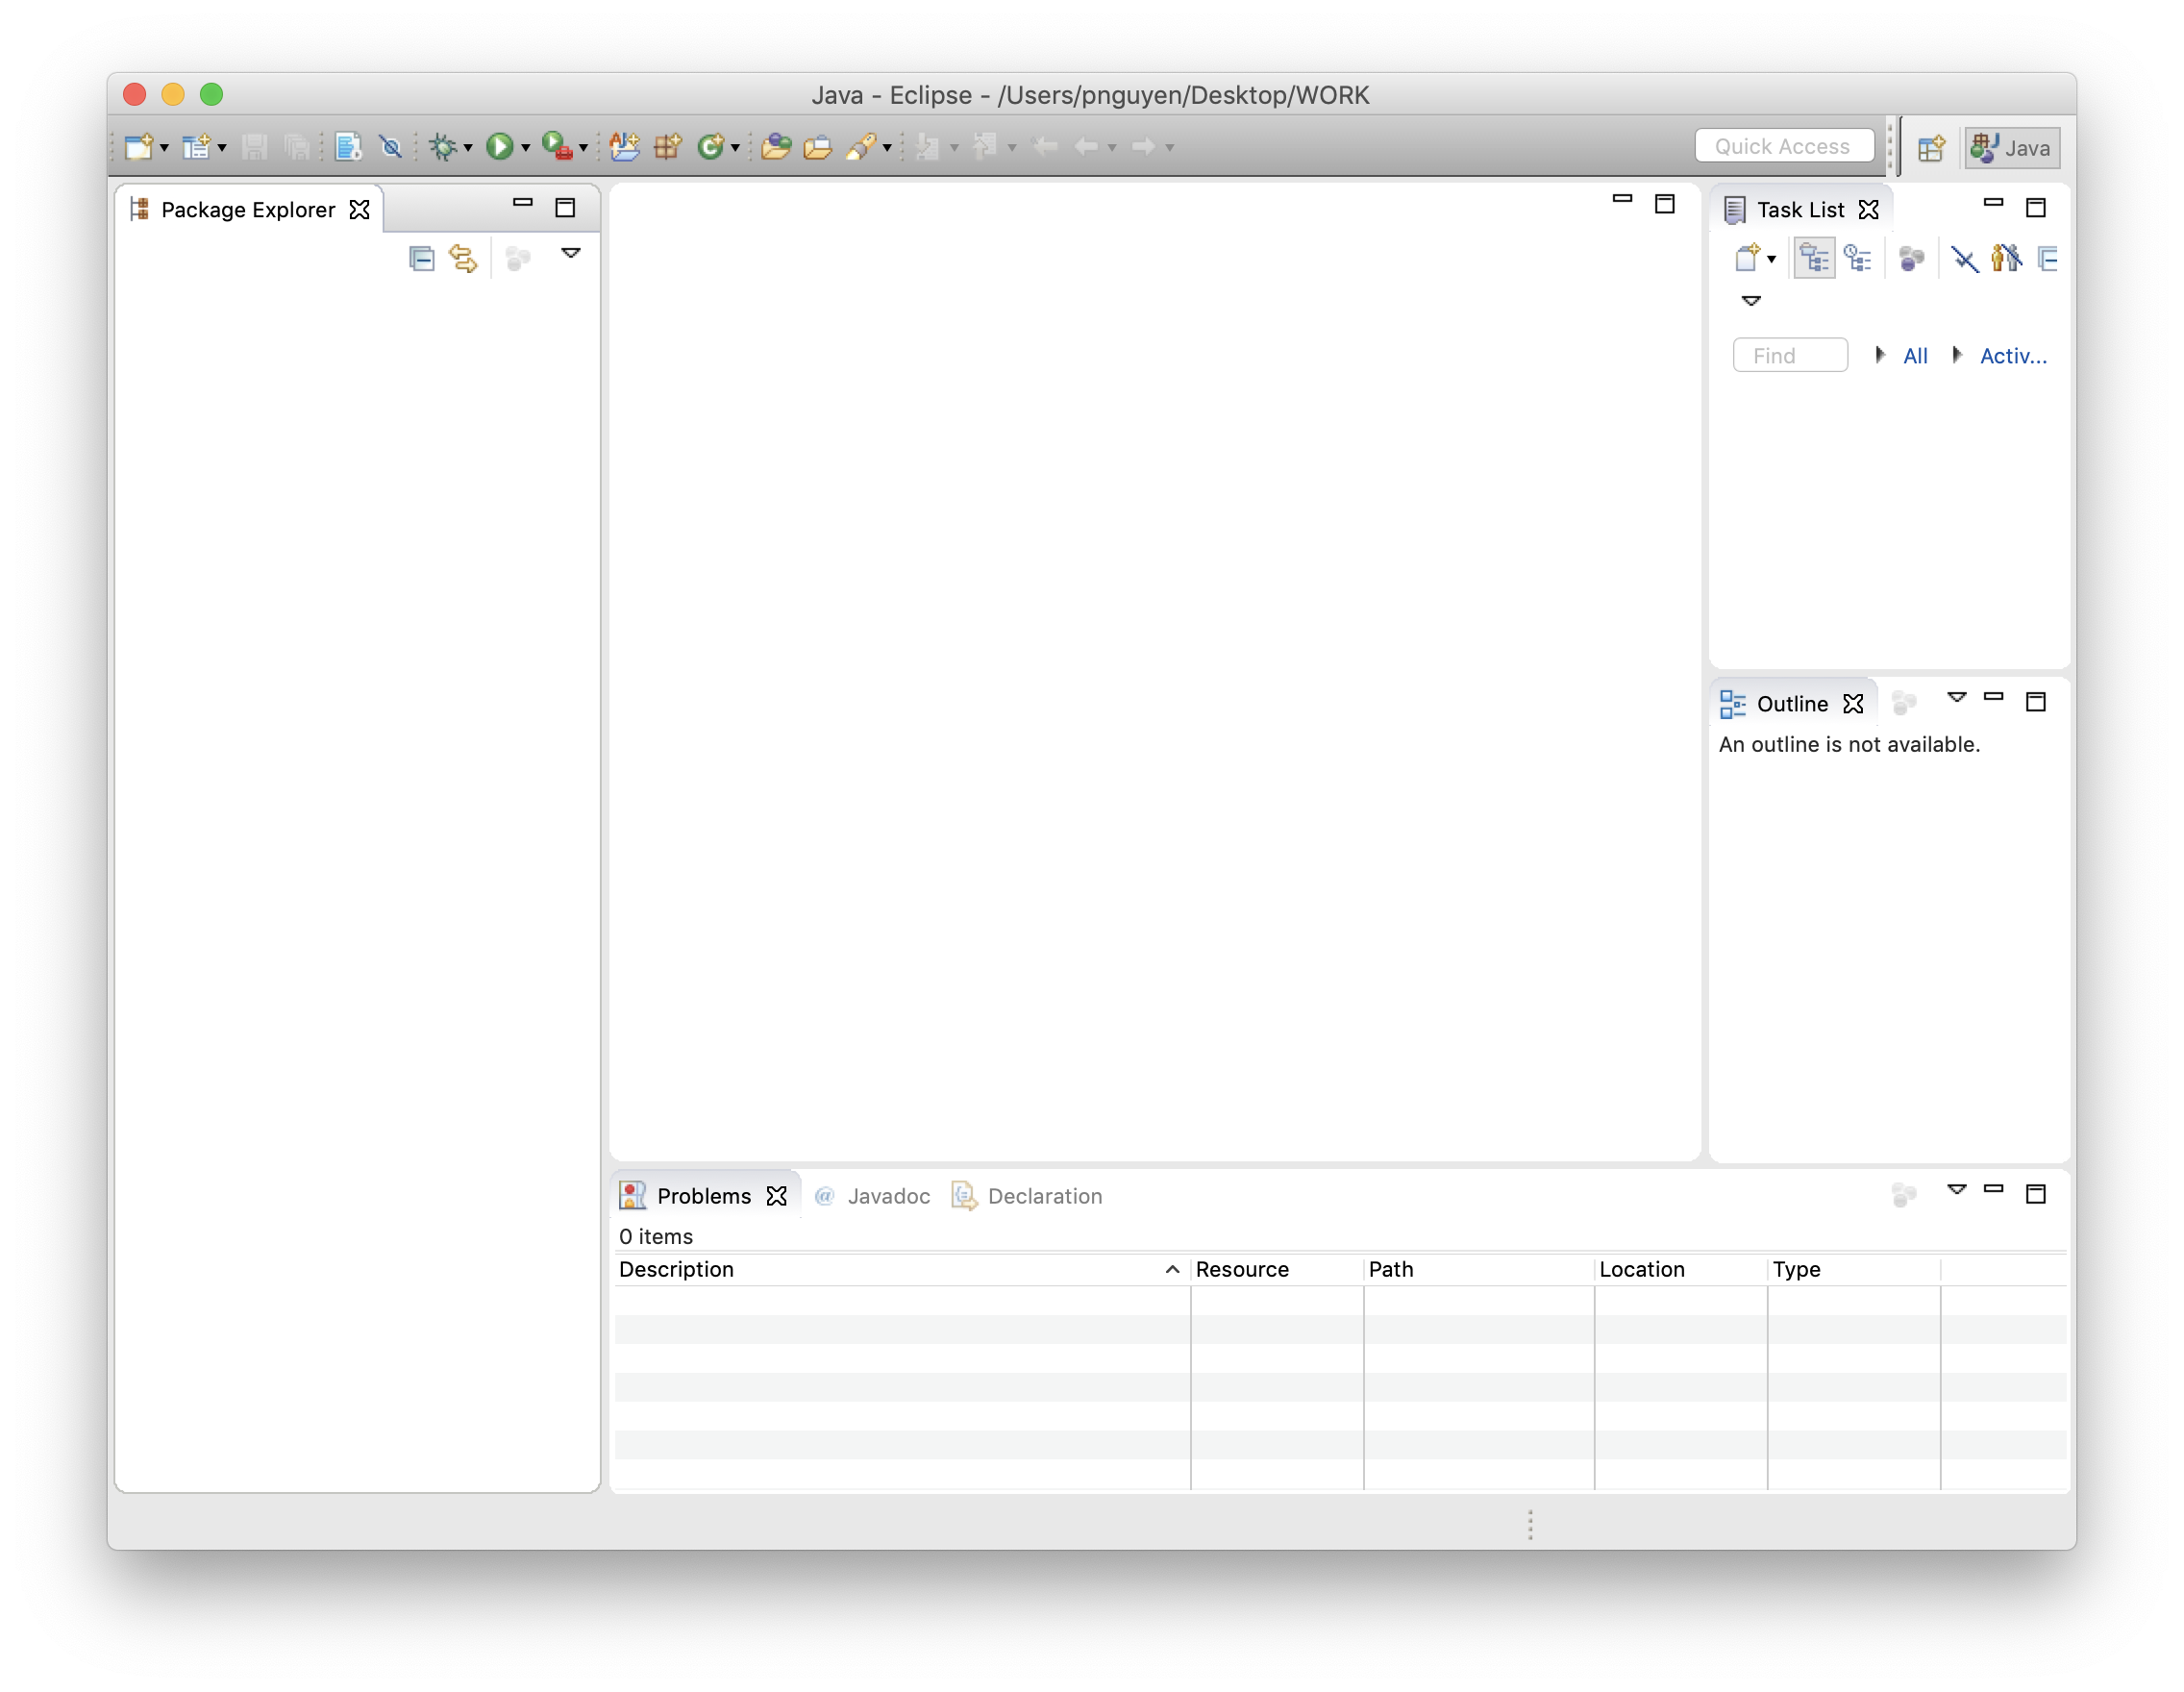 Java - Eclipse - /Users/pnguyen/Desktop/WORK
Quick Access
Java
Package Explorer
Task List
Find
All
Activ...
Outline
An outline is not available.
Problems
@ Javadoc
Declaration
0 items
Description Resource Path Location Type